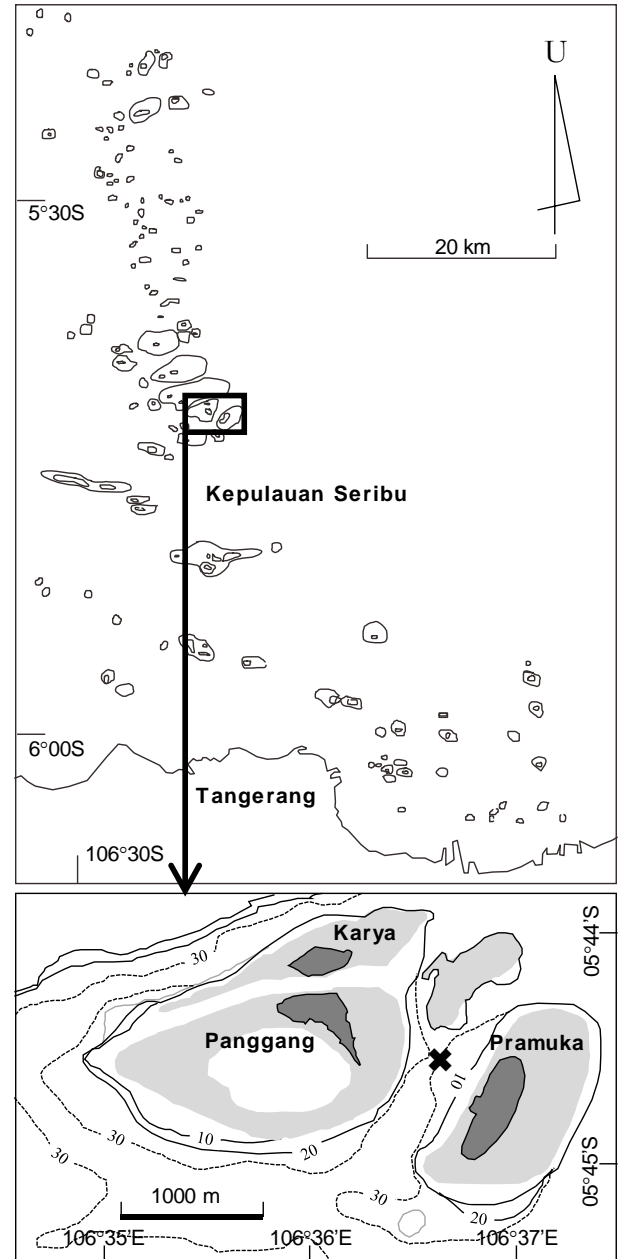 U
5°30S
20 km
Kepulauan Seribu
6°00S
Tangerang
106°30S
30
Karya
05°44'S
Panggang
Pramuka
10
30
10
20
30
05°45'S
1000 m
30
20
106°35'E
106°36'E
106°37'E